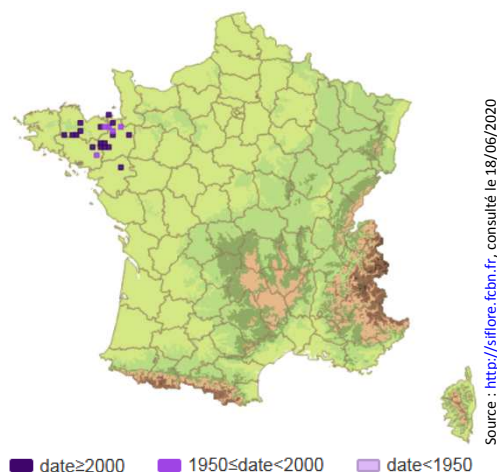 Source : http://siflore.fcbn.fr, consulté le 18/06/2020
date≥2000
1950≤date<2000
date<1950